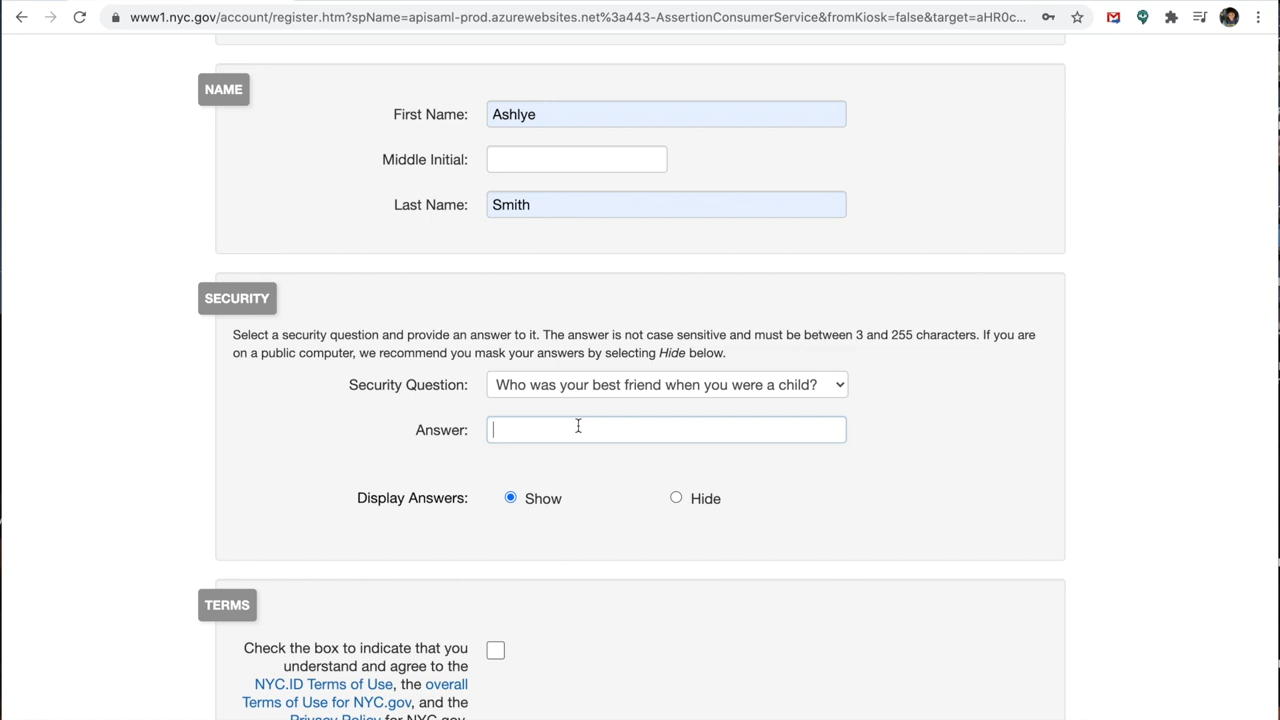 www1.nyc.gov/account/register.htm?spName=apisaml-prod.azurewebsites.net%3a443-AssertionConsumerService&fromKiosk=false&target=aHR0c...
NAME
First Name: Ashlye
Middle Initial:
Last Name: Smith
SECURITY
Select a security question and provide an answer to it. The answer is not case sensitive and must be between 3 and 255 characters. If you are
on a public computer, we recommend you mask your answers by selecting Hide below.
Security Question: Who was your best friend when you were a child?
Answer:
Display Answers: Show Hide
TERMS
Check the box to indicate that you
understand and agree to the
NYC.ID Terms of Use, the overall
Terms of Use for NYC.gov, and the
Privacy Policy for NYC.gov.